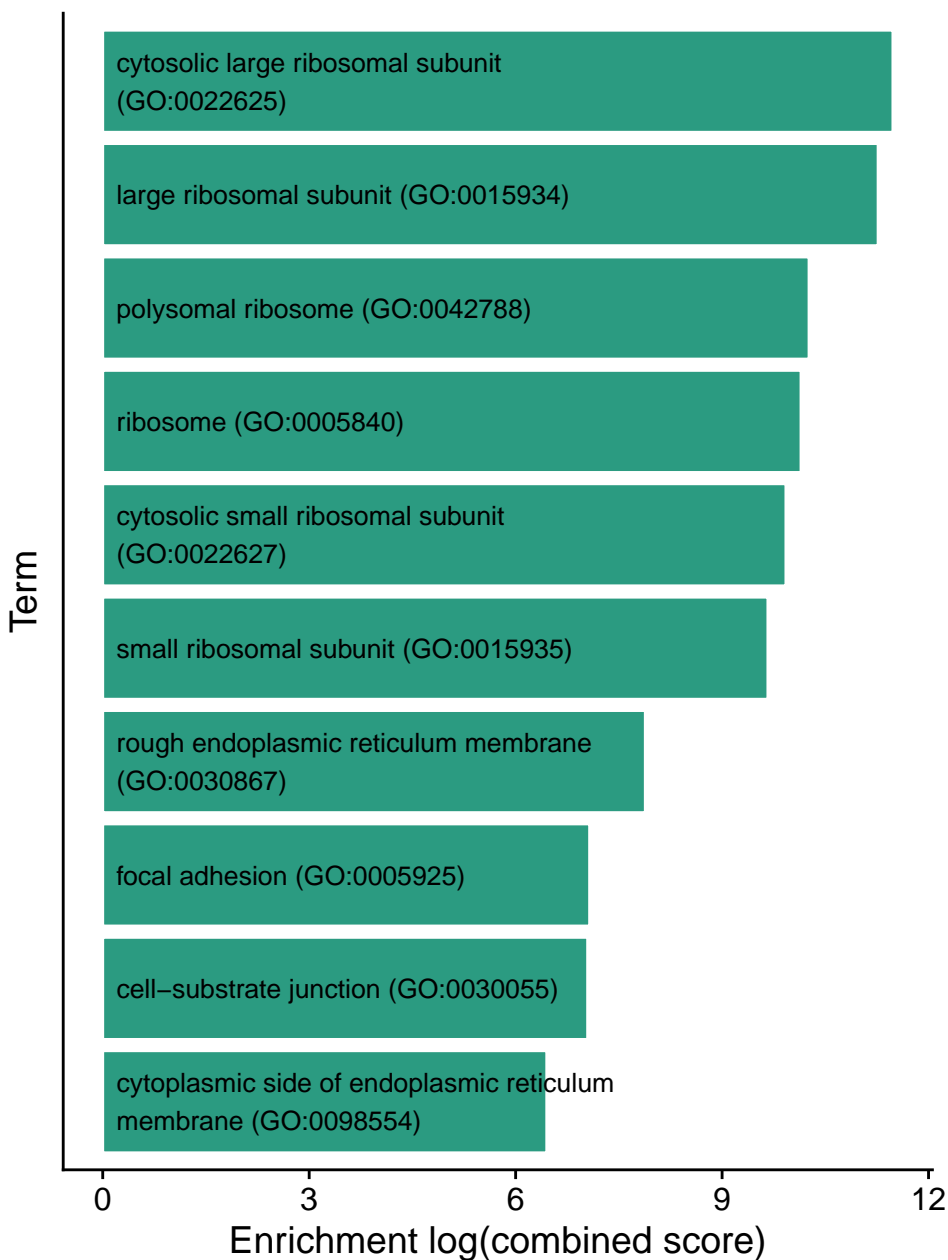 cytosolic large ribosomal subunit
(GO:0022625)
large ribosomal subunit (GO:0015934)
polysomal ribosome (GO:0042788)
ribosome (GO:0005840)
cytosolic small ribosomal subunit
(GO:0022627)
small ribosomal subunit (GO:0015935)
rough endoplasmic reticulum membrane
(GO:0030867)
focal adhesion (GO:0005925)
cell−substrate junction (GO:0030055)
cytoplasmic side of endoplasmic reticulum
membrane (GO:0098554)
Term
0 3 6 9 12
Enrichment log(combined score)